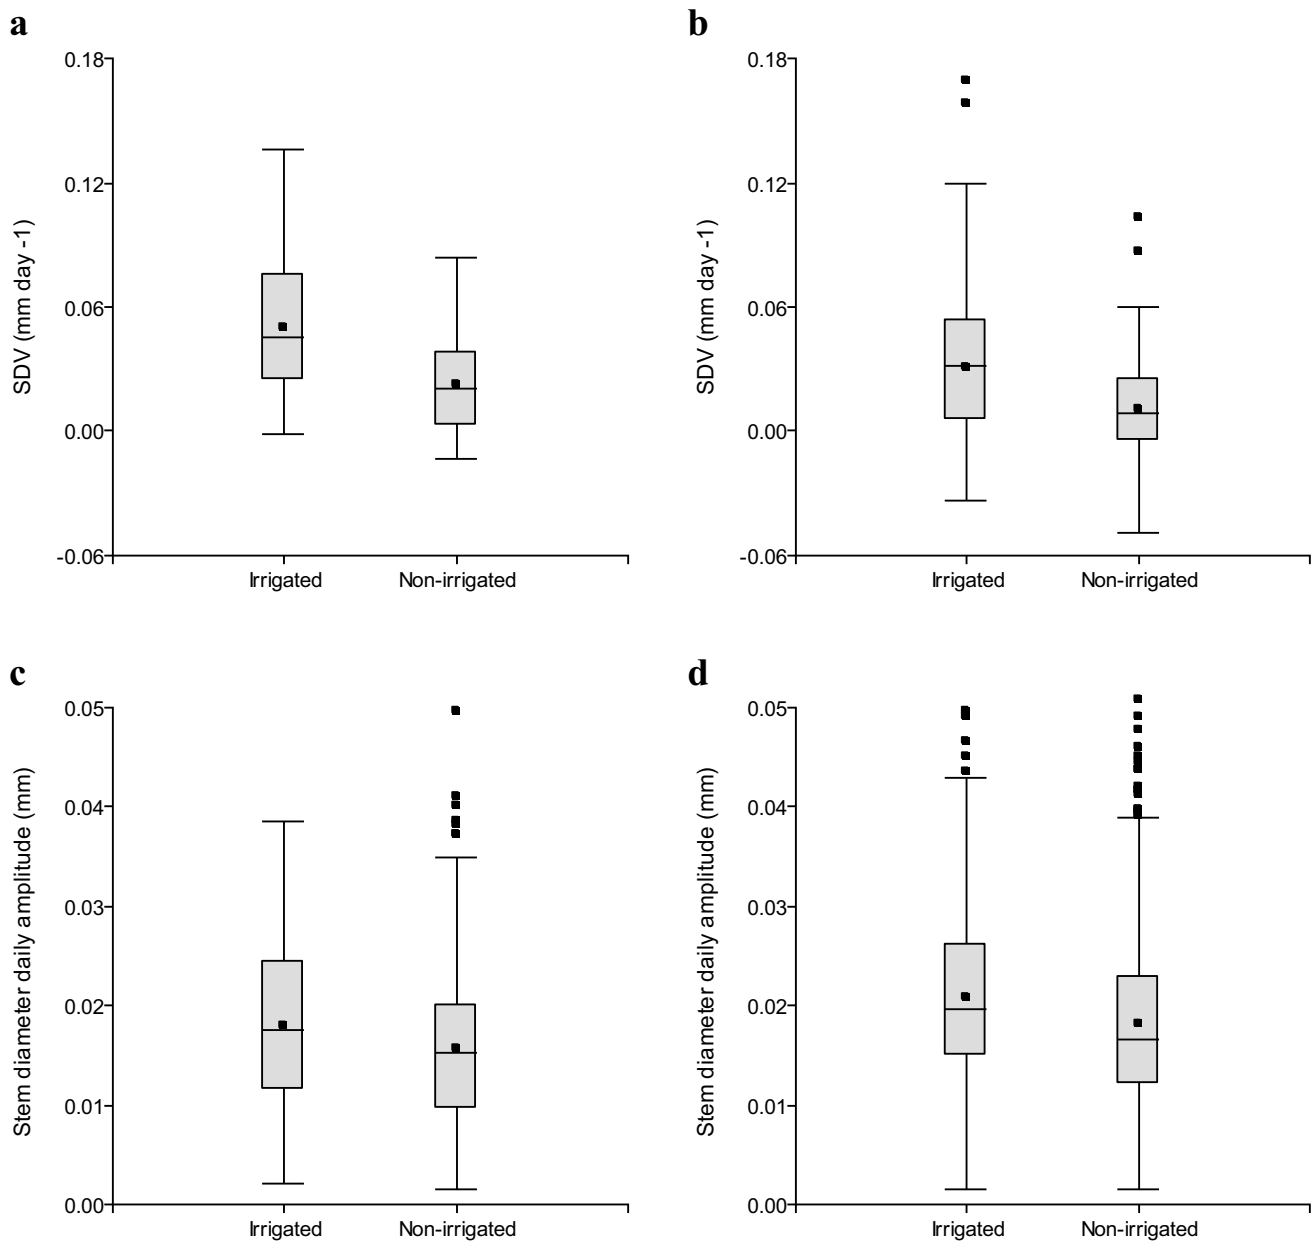 a
0.18
0.12
0.06
0.00
-0.06
SDV (mm day -1)
Irrigated
Non-irrigated
b
0.18
0.12
0.06
0.00
-0.06
SDV (mm day -1)
Irrigated
Non-irrigated
c
0.05
0.04
0.03
0.02
0.01
0.00
Stem diameter daily amplitude (mm)
Irrigated
Non-irrigated
d
0.05
0.04
0.03
0.02
0.01
0.00
Stem diameter daily amplitude (mm)
Irrigated
Non-irrigated